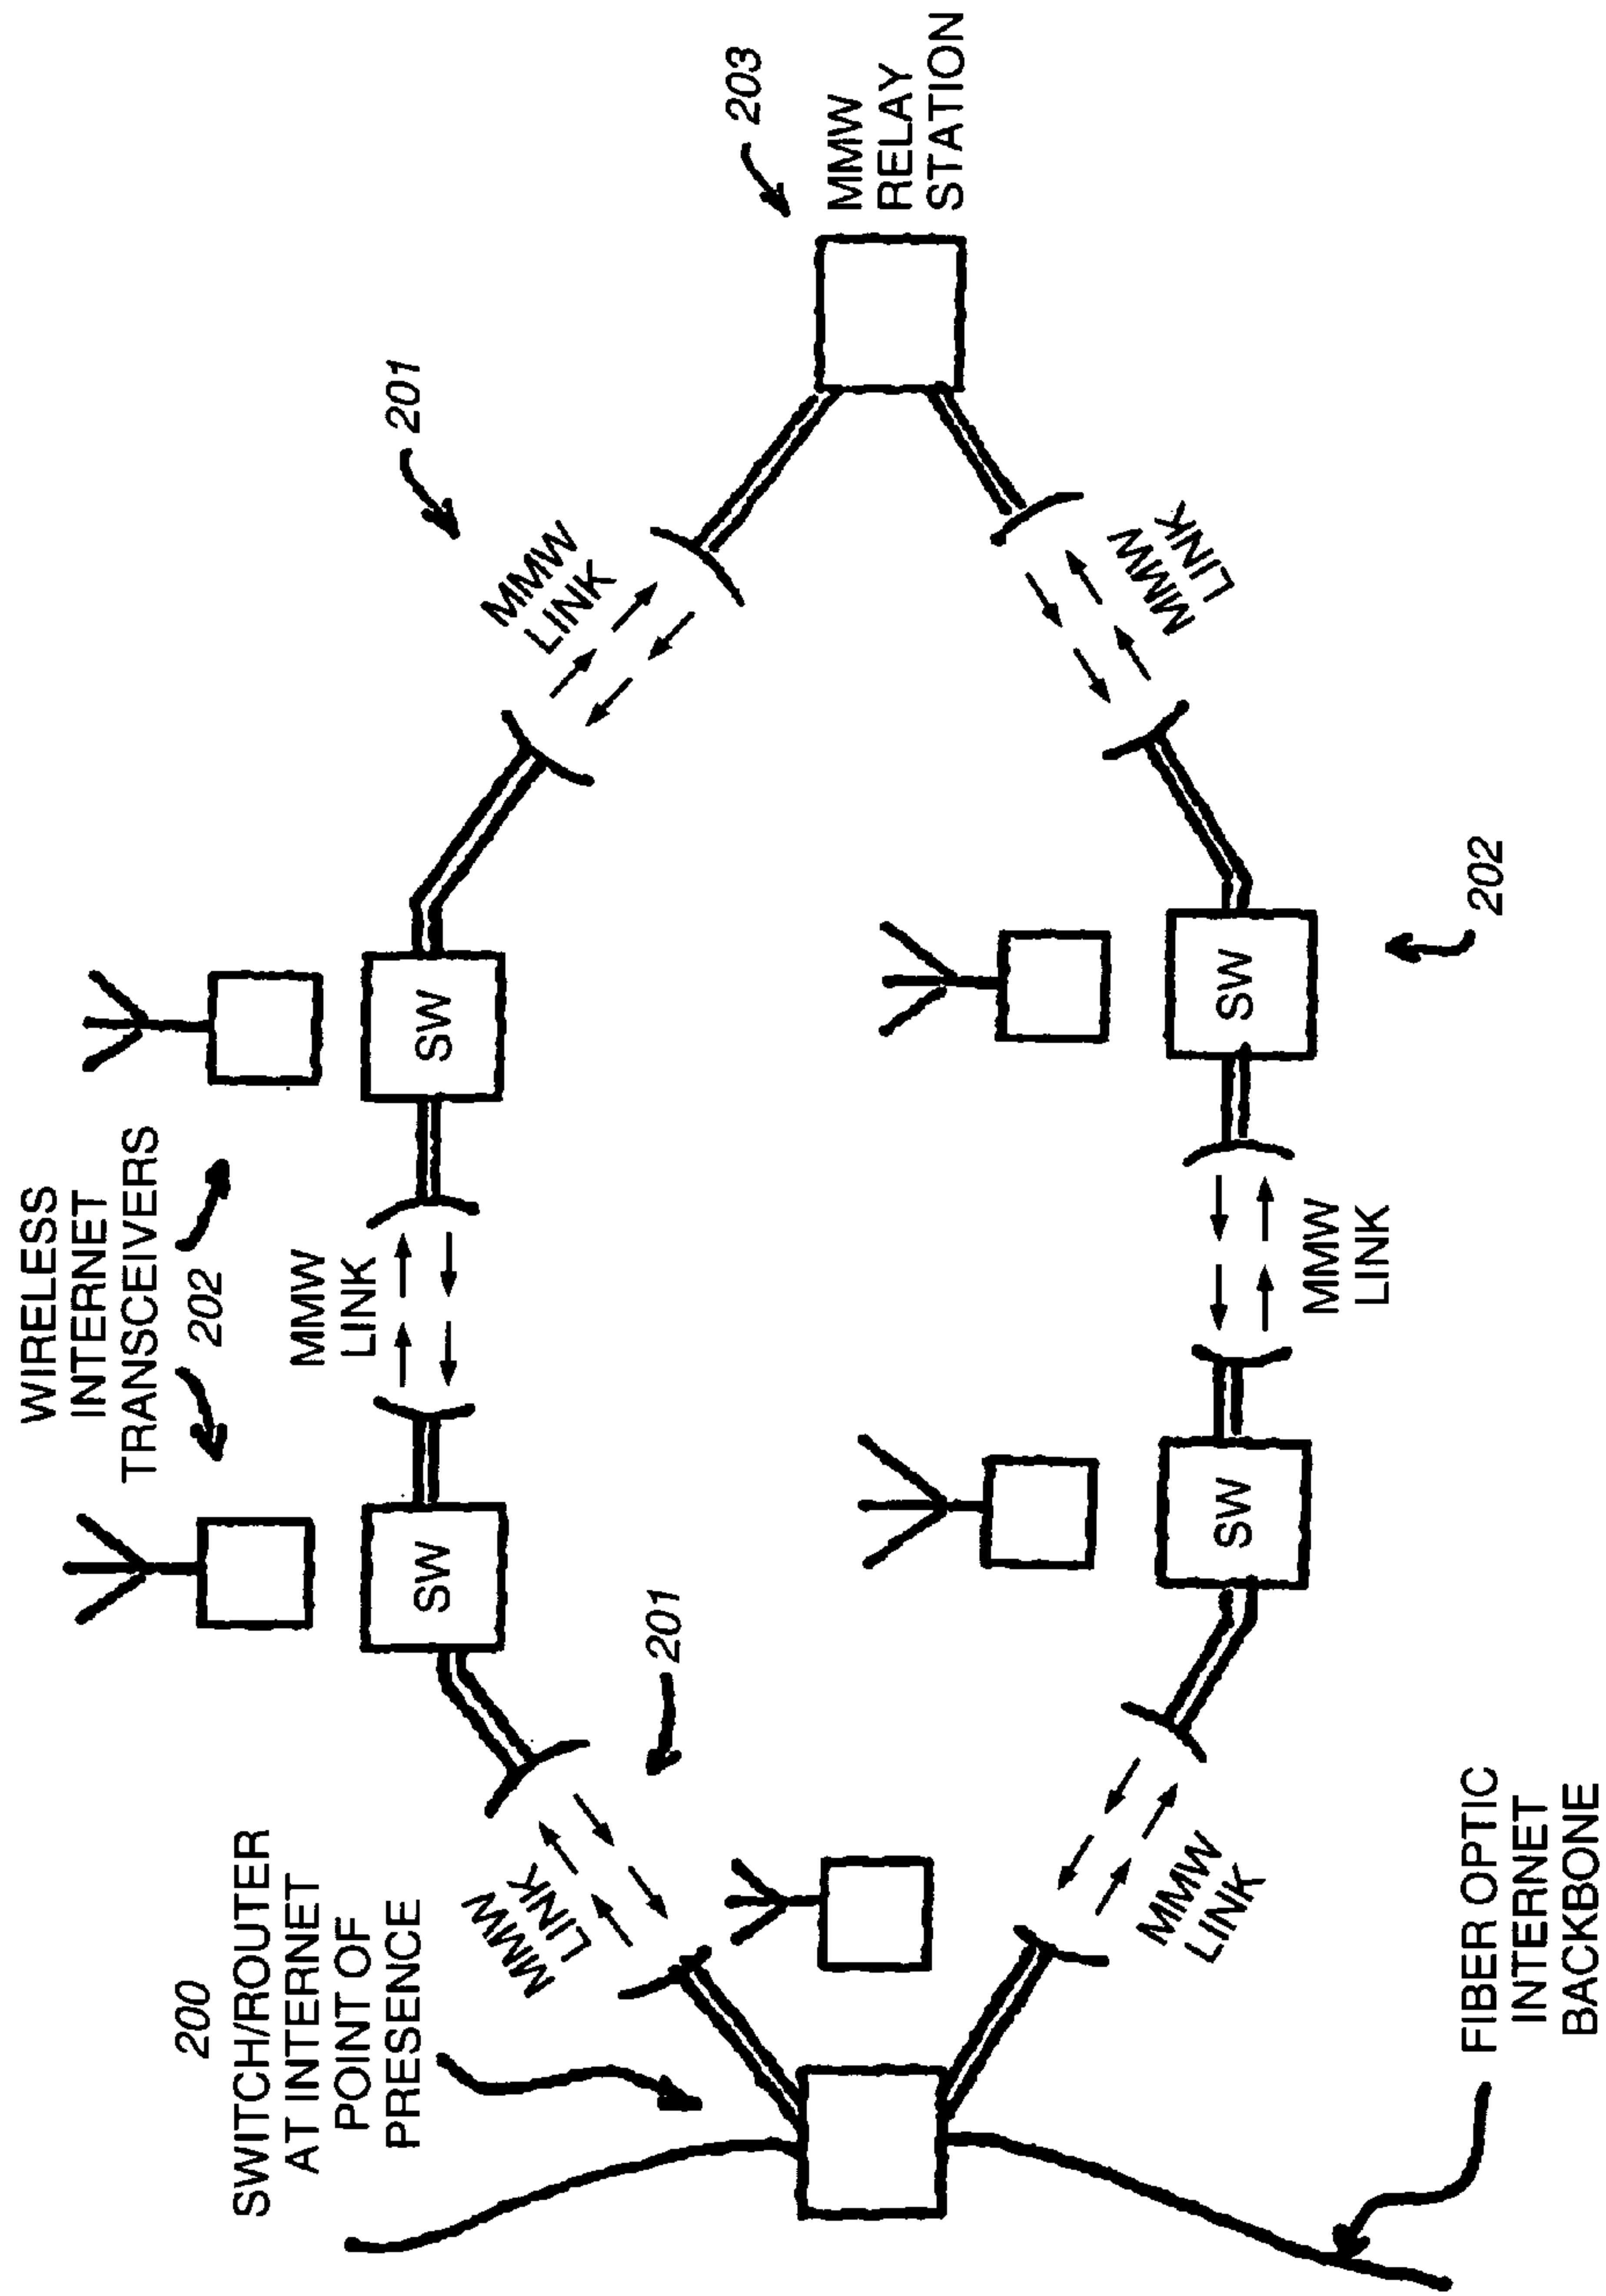 WIRELESS
INTERNET
TRANSCEIVERS
202
200
SWITCH/ROUTER
AT INTERNET
POINT OF
PRESENCE
MMW
LINK
201
SW
MMW
LINK
SW
MMW
LINK
201
203
MMW
RELAY
STATION
MMW
LINK
SW
MMW
LINK
SW
MMW
LINK
202
FIBER OPTIC
INTERNET
BACKBONE